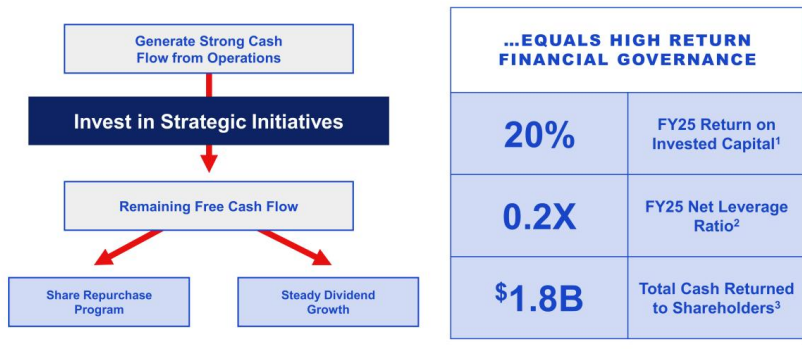 Generate Strong Cash
Flow from Operations
Invest in Strategic Initiatives
Remaining Free Cash Flow
Share Repurchase
Program
Steady Dividend
Growth
...EQUALS HIGH RETURN
FINANCIAL GOVERNANCE
20%
FY25 Return on
Invested Capital¹
0.2X
FY25 Net Leverage
Ratio²
$1.8B
Total Cash Returned
to Shareholders³